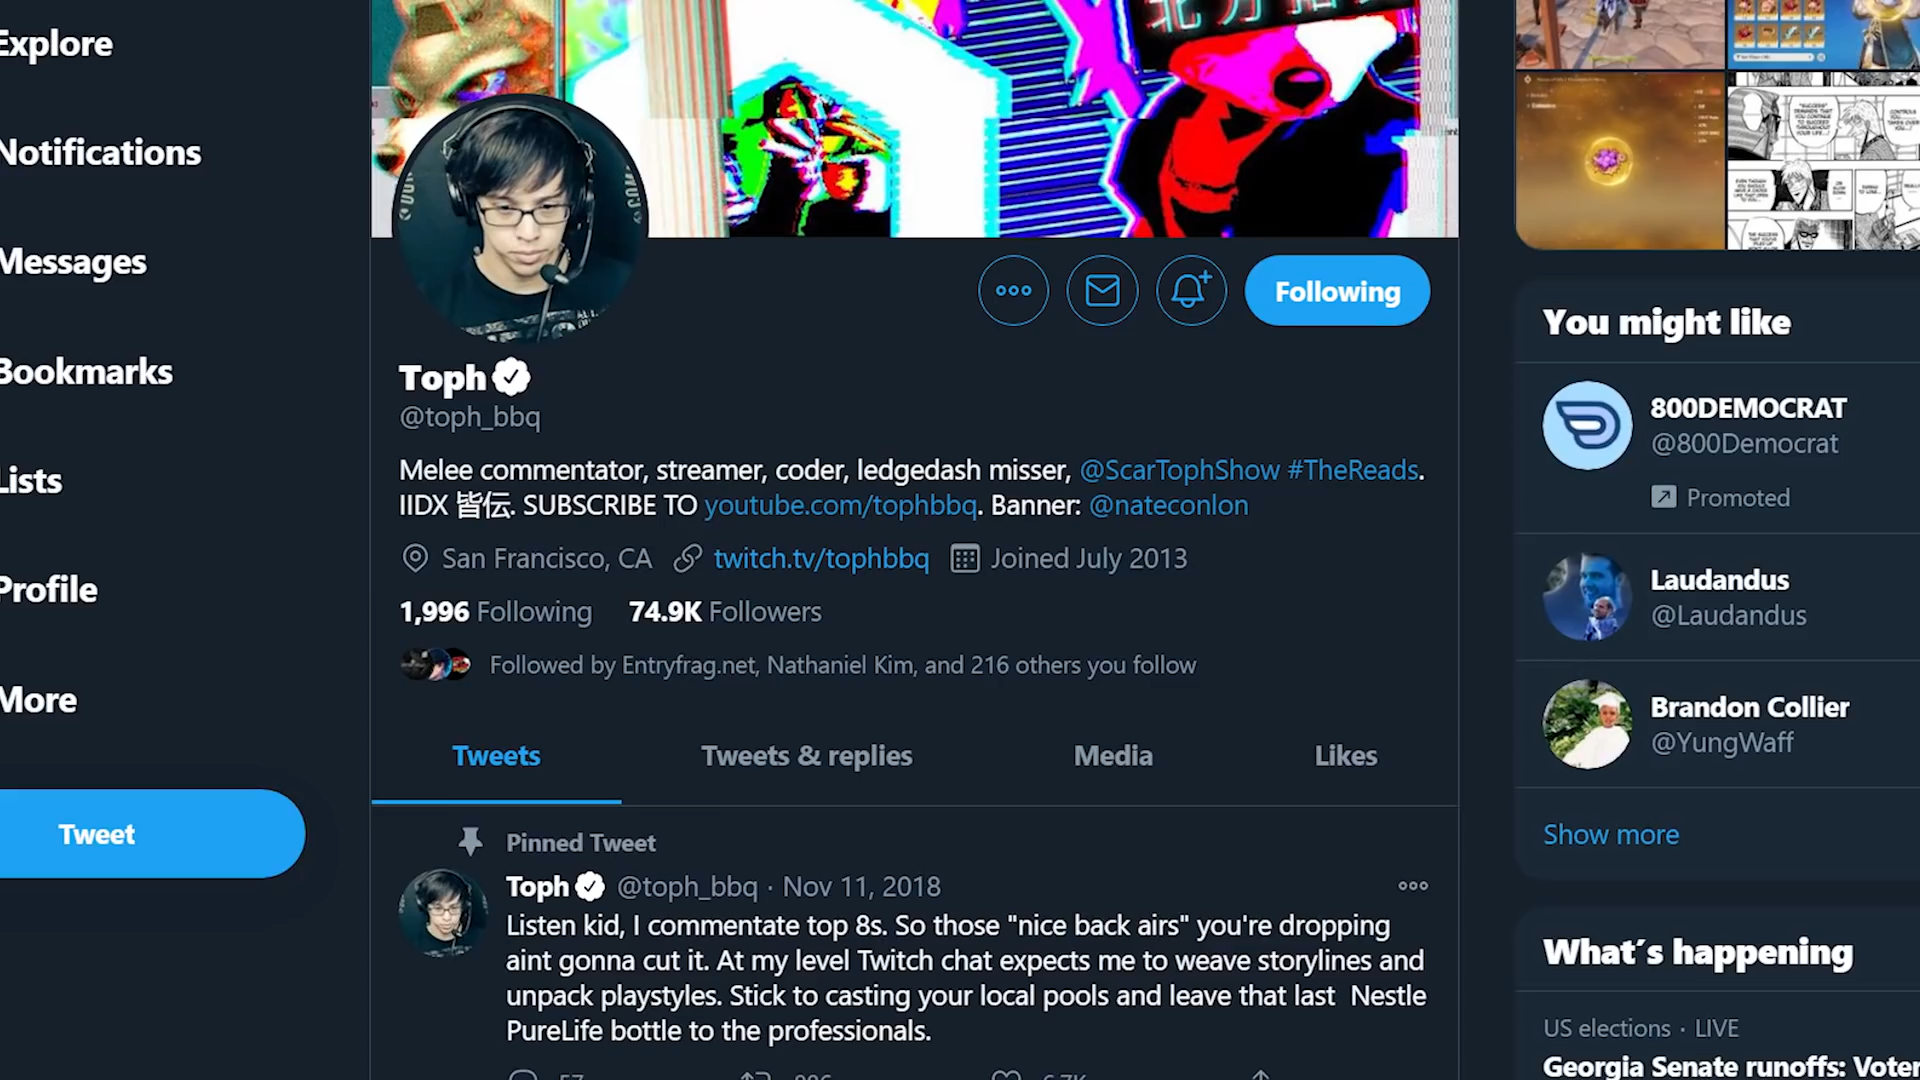 Explore
Notifications
Messages
Bookmarks
Lists
Profile
More
Tweet
Following
Toph
@toph_bbq
Melee commentator, streamer, coder, ledgedash misser, @ScarTophShow #TheReads.
IIDX 皆伝. SUBSCRIBE TO youtube.com/tophbbq. Banner: @nateconlon
San Francisco, CA twitch.tv/tophbbq Joined July 2013
1,996 Following 74.9K Followers
Followed by Entryfrag.net, Nathaniel Kim, and 216 others you follow
Tweets Tweets & replies Media Likes
Pinned Tweet
Toph @toph_bbq · Nov 11, 2018
Listen kid, I commentate top 8s. So those "nice back airs" you're dropping
aint gonna cut it. At my level Twitch chat expects me to weave storylines and
unpack playstyles. Stick to casting your local pools and leave that last Nestle
PureLife bottle to the professionals.
You might like
800DEMOCRAT
@800Democrat
Promoted
Laudandus
@Laudandus
Brandon Collier
@YungWaff
Show more
What´s happening
US elections · LIVE
Georgia Senate runoffs: Voter